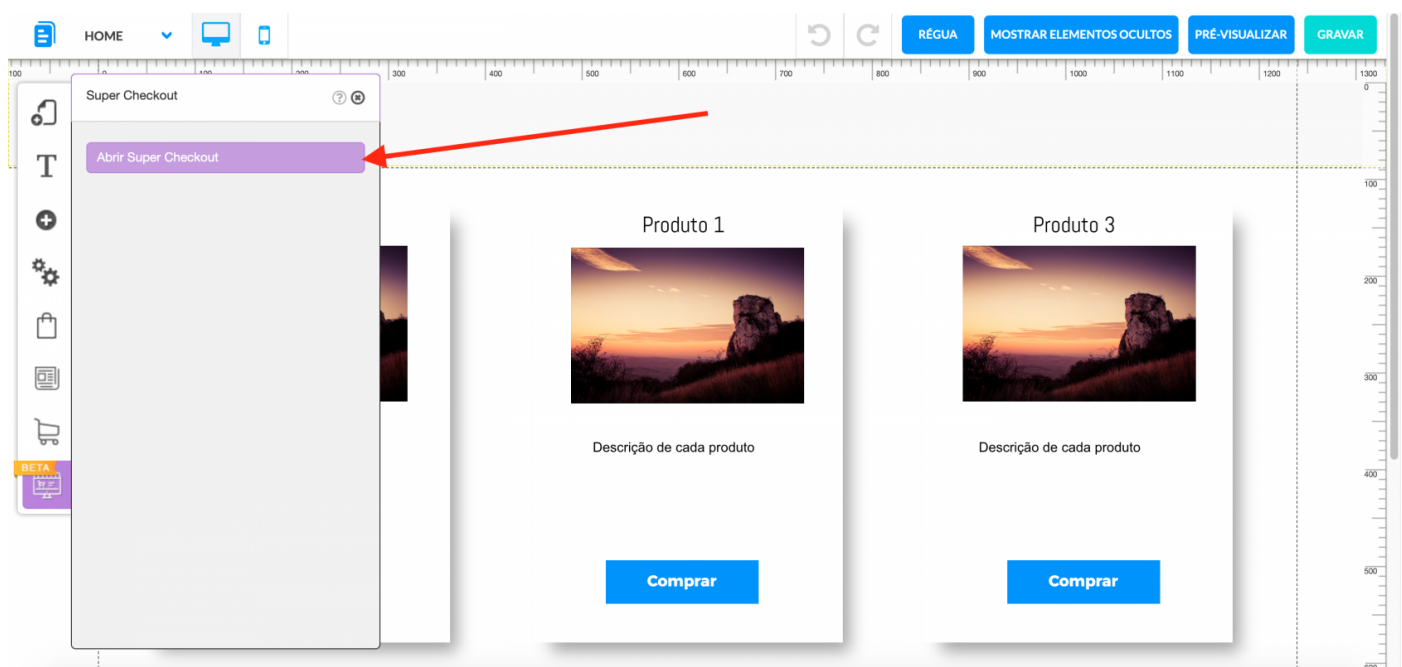 HOME
RÉGUA
MOSTRAR ELEMENTOS OCULTOS
PRÉ-VISUALIZAR
GRAVAR
100 0 100 200 300 400 500 600 700 800 900 1000 1100 1200 1300
Super Checkout
?
Abrir Super Checkout
T
BETA
Produto 1
Descrição de cada produto
Comprar
Produto 3
Descrição de cada produto
Comprar
0
100
200
300
400
500
600